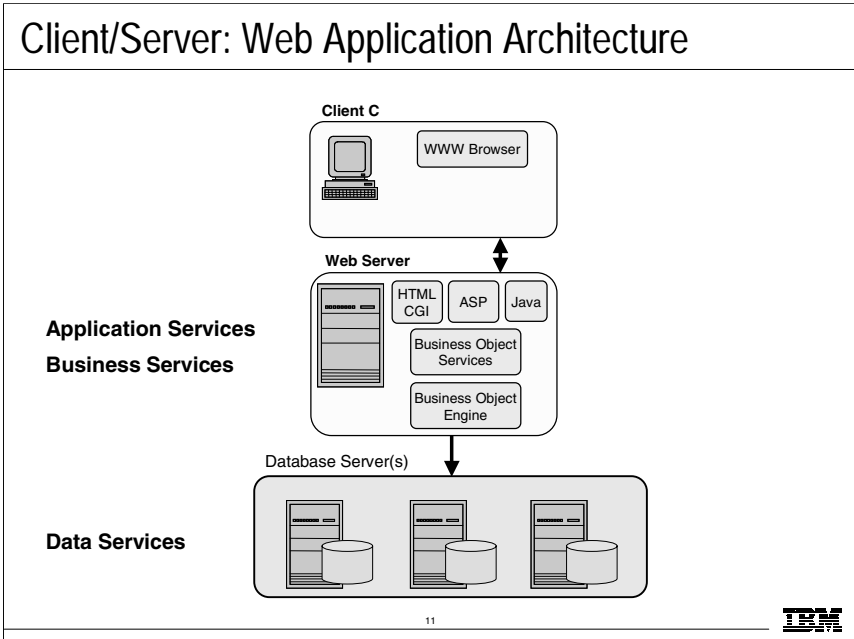 Client/Server: Web Application Architecture
Client C
WWW Browser
Web Server
HTML
CGI
ASP
Java
Application Services
Business Services
Business Object
Services
Business Object
Engine
Database Server(s)
Data Services
11
IBM